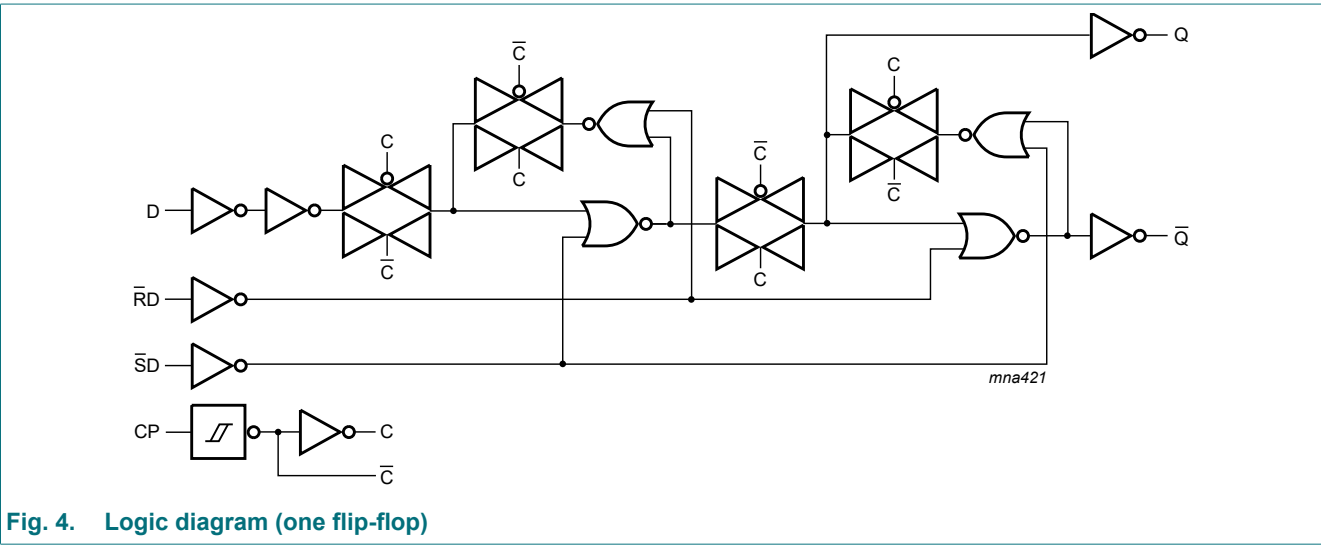 Q
C̅
C
C
C̅
C
C̅
C̅
D
Q̅
C̅
C
R̅D
S̅D
mna421
CP
C
C̅
Fig. 4. Logic diagram (one flip-flop)